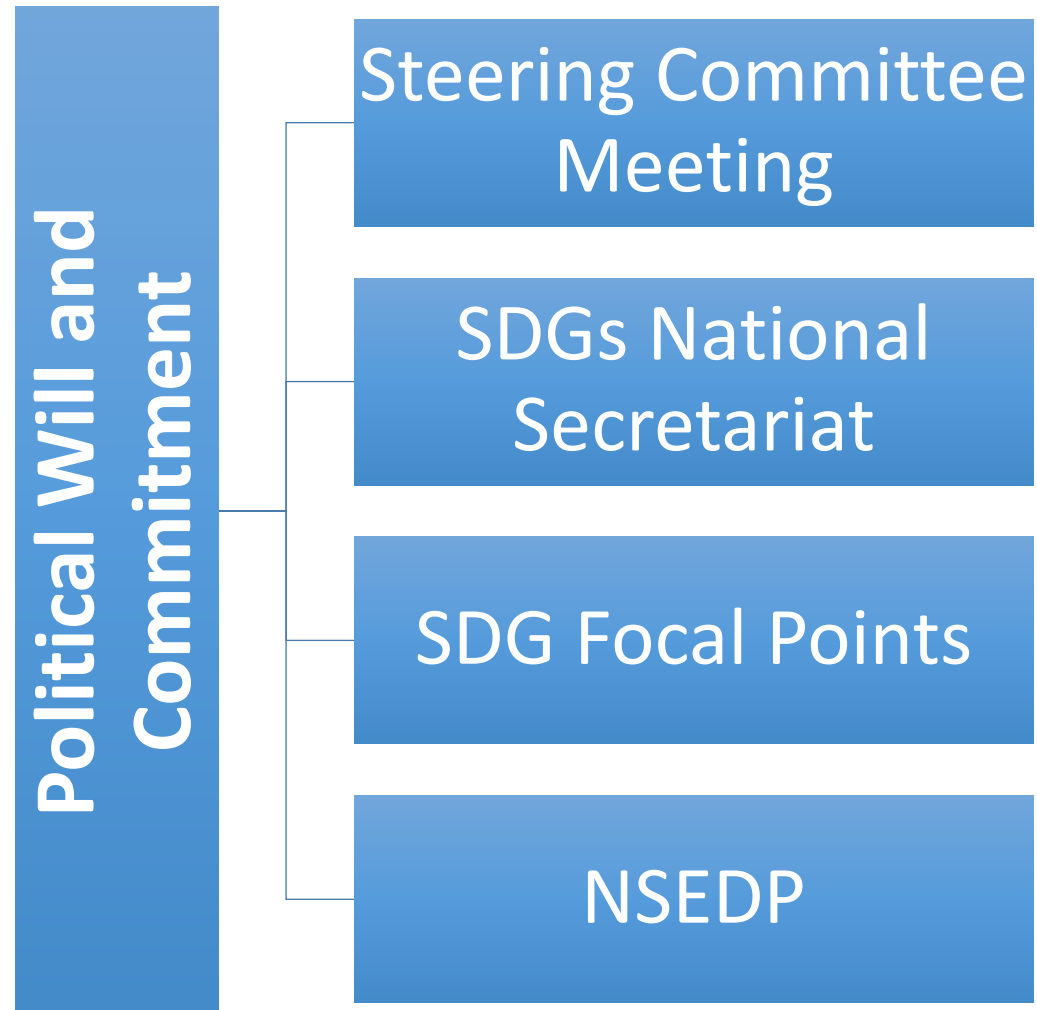 Political Will and
Commitment
Steering Committee
Meeting
SDGs National
Secretariat
SDG Focal Points
NSEDP